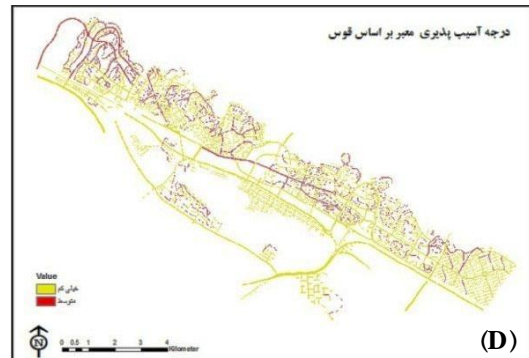 درجه آسیب پذیری معبر بر اساس قوس
Value
خیلی کم
متوسط
N
0 0.5 1 2 3 4
Kilometer
(D)